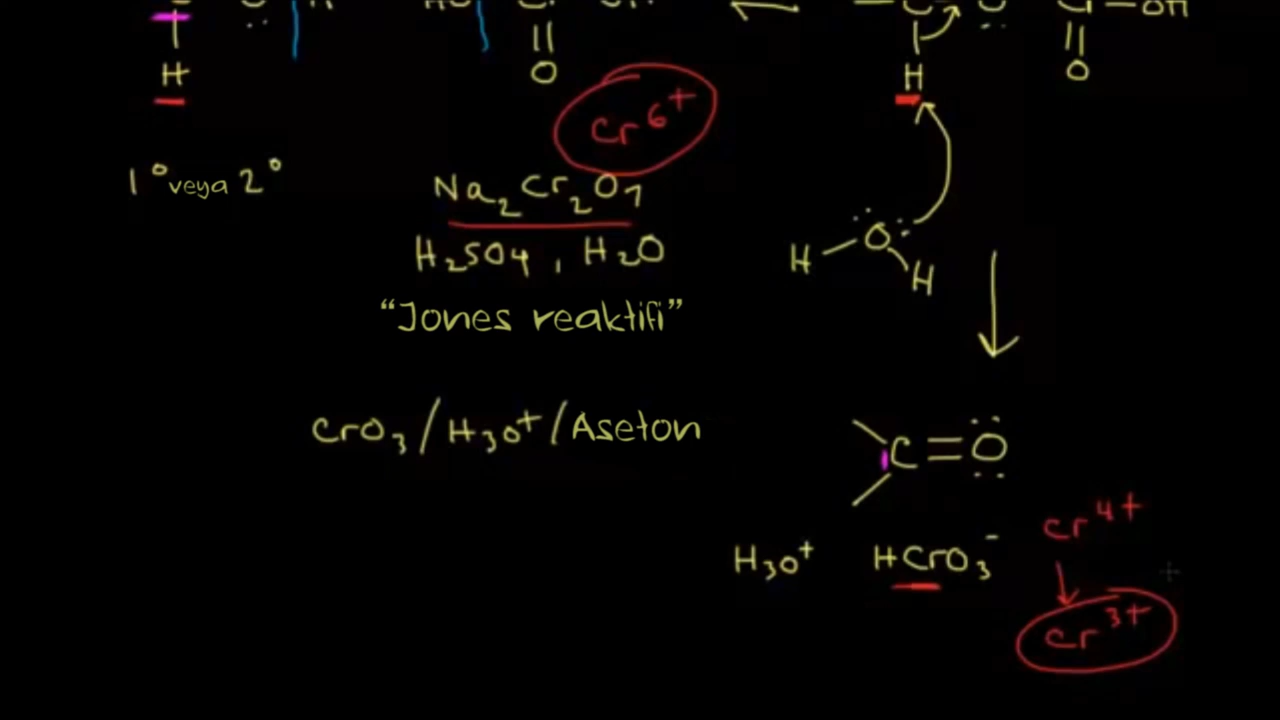 H
O
O
H
Cr⁶⁺
1° veya 2°
Na₂Cr₂O₇
H₂SO₄, H₂O
H O H
"Jones reaktifi"
CrO₃/H₃O⁺/Aseton
C=O
Cr⁴⁺
H₃O⁺ HCrO₃⁻
Cr³⁺